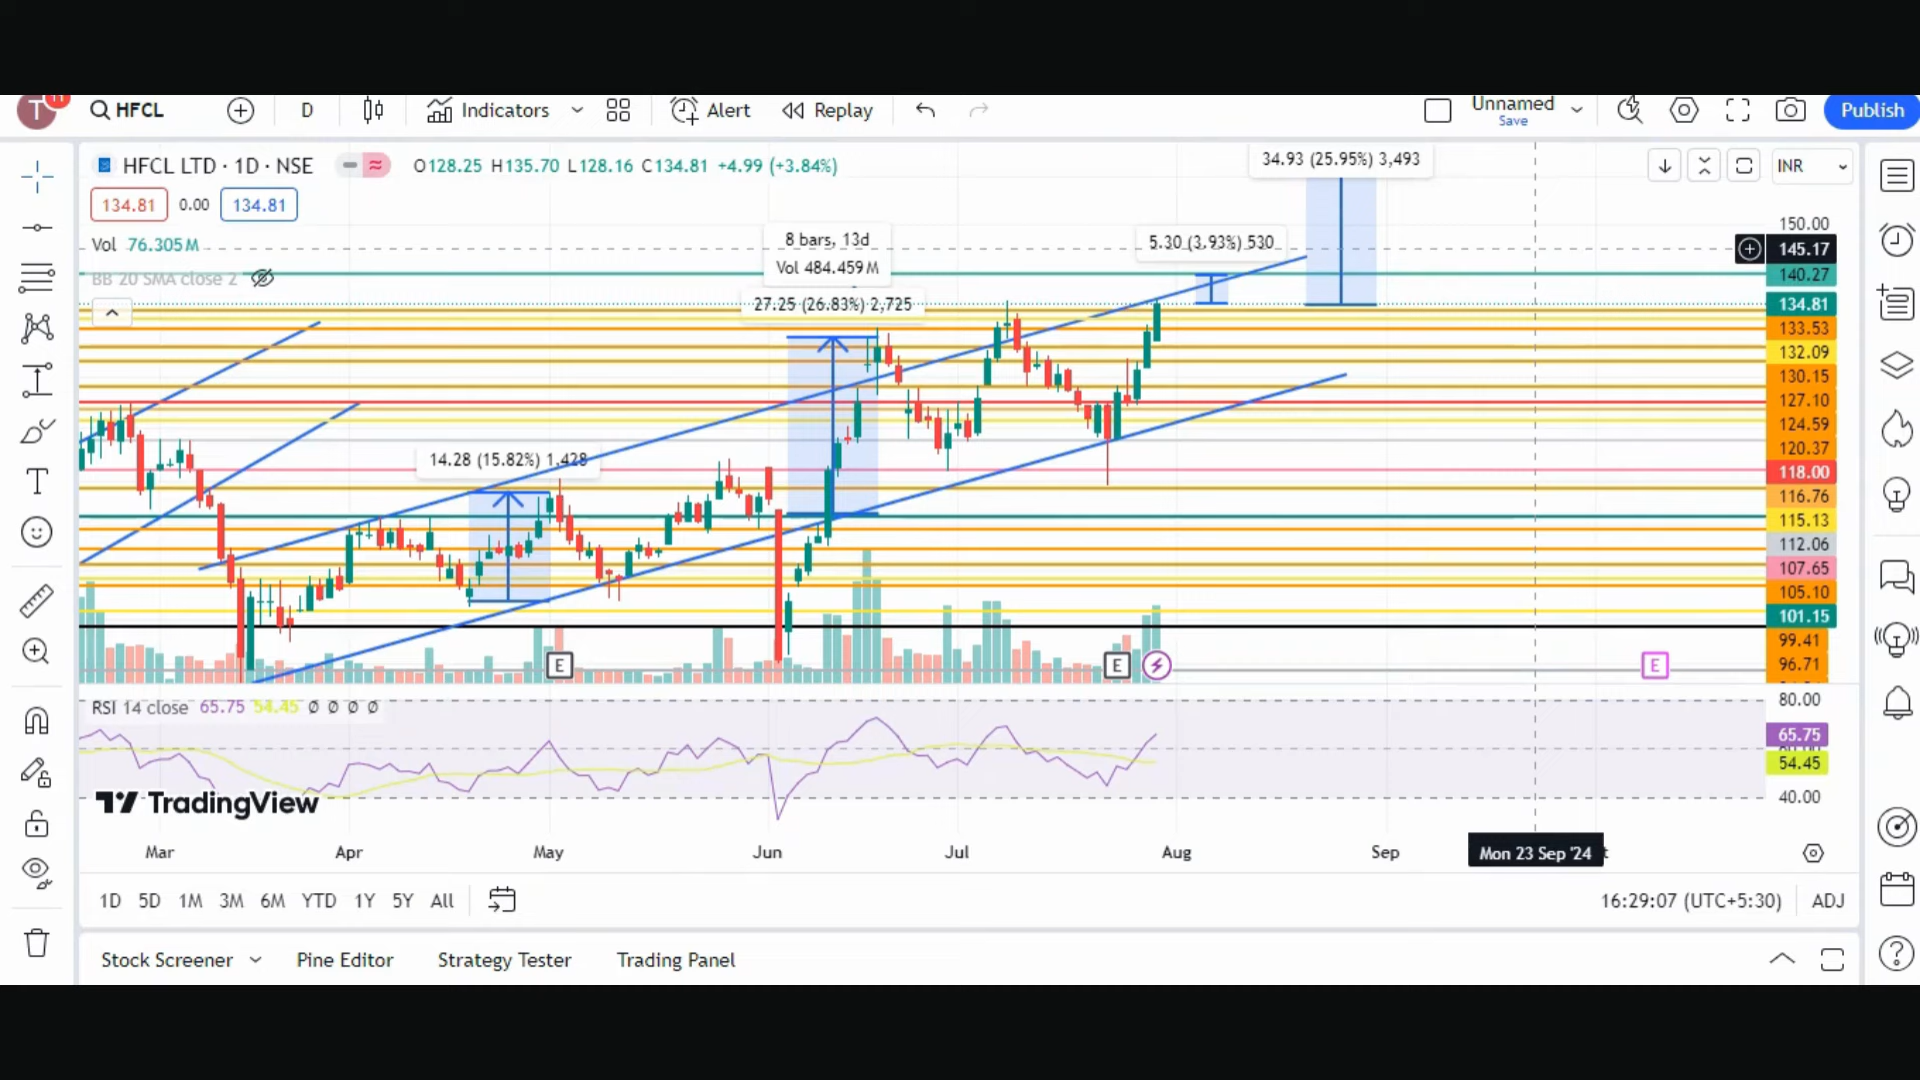 T 11 HFCL D Indicators Alert Replay Unnamed Save Publish
HFCL LTD · 1D · NSE O128.25 H135.70 L128.16 C134.81 +4.99 (+3.84%)
134.81 0.00 134.81
Vol 76.305M
BB 20 SMA close 2
34.93 (25.95%) 3,493
INR
5.30 (3.93%) 530
8 bars, 13d
Vol 484.459M
27.25 (26.83%) 2,725
14.28 (15.82%) 1,428
150.00
145.17
140.27
134.81
133.53
132.09
130.15
127.10
124.59
120.37
118.00
116.76
115.13
112.06
107.65
105.10
101.15
99.41
96.71
E E E
RSI 14 close 65.75 54.45 Ø Ø Ø Ø
80.00
65.75
54.45
40.00
TradingView
Mar Apr May Jun Jul Aug Sep Mon 23 Sep '24
1D 5D 1M 3M 6M YTD 1Y 5Y All 16:29:07 (UTC+5:30) ADJ
Stock Screener Pine Editor Strategy Tester Trading Panel